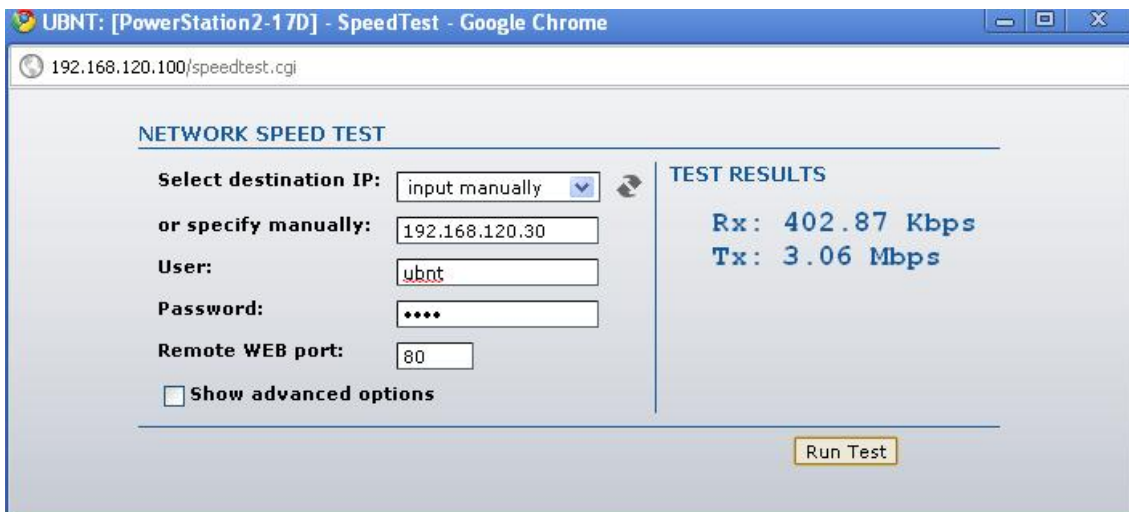 UBNT: [PowerStation2-17D] - SpeedTest - Google Chrome
192.168.120.100/speedtest.cgi
NETWORK SPEED TEST
Select destination IP: input manually
or specify manually: 192.168.120.30
User: ubnt
Password: ••••
Remote WEB port: 80
Show advanced options
TEST RESULTS
Rx: 402.87 Kbps
Tx: 3.06 Mbps
Run Test